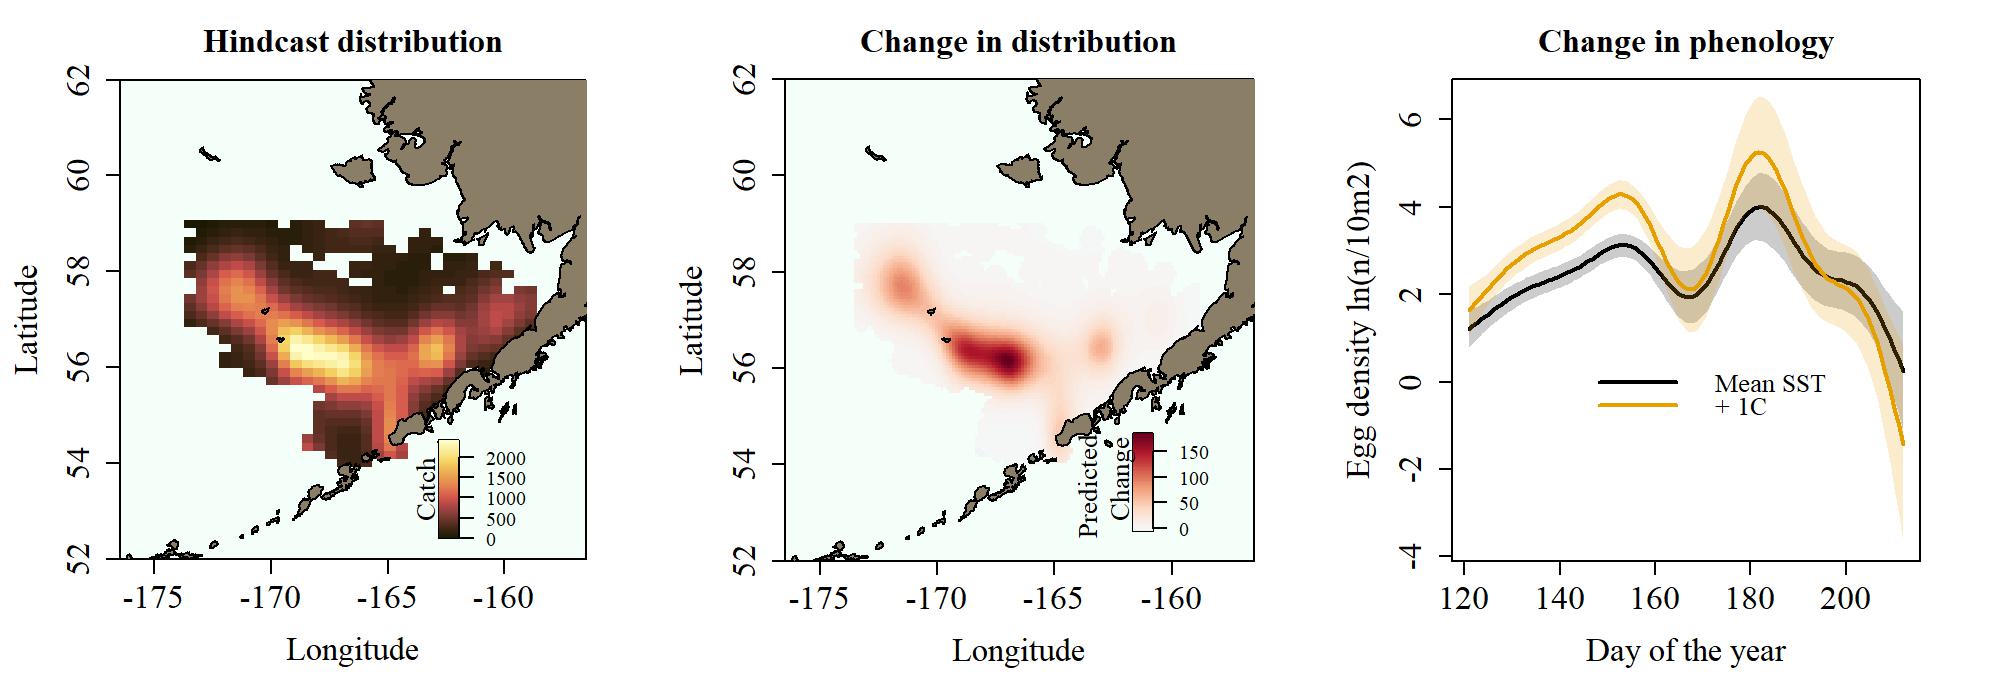 Hindcast distribution
62
60
58
56
54
52
Latitude
Catch
2000
1500
1000
500
0
-175 -170 -165 -160
Longitude
Change in distribution
62
60
58
56
54
52
Latitude
Predicted
Change
150
100
50
0
-175 -170 -165 -160
Longitude
Change in phenology
6
4
2
0
-2
-4
Egg density ln(n/10m2)
Mean SST
+ 1C
120 140 160 180 200
Day of the year